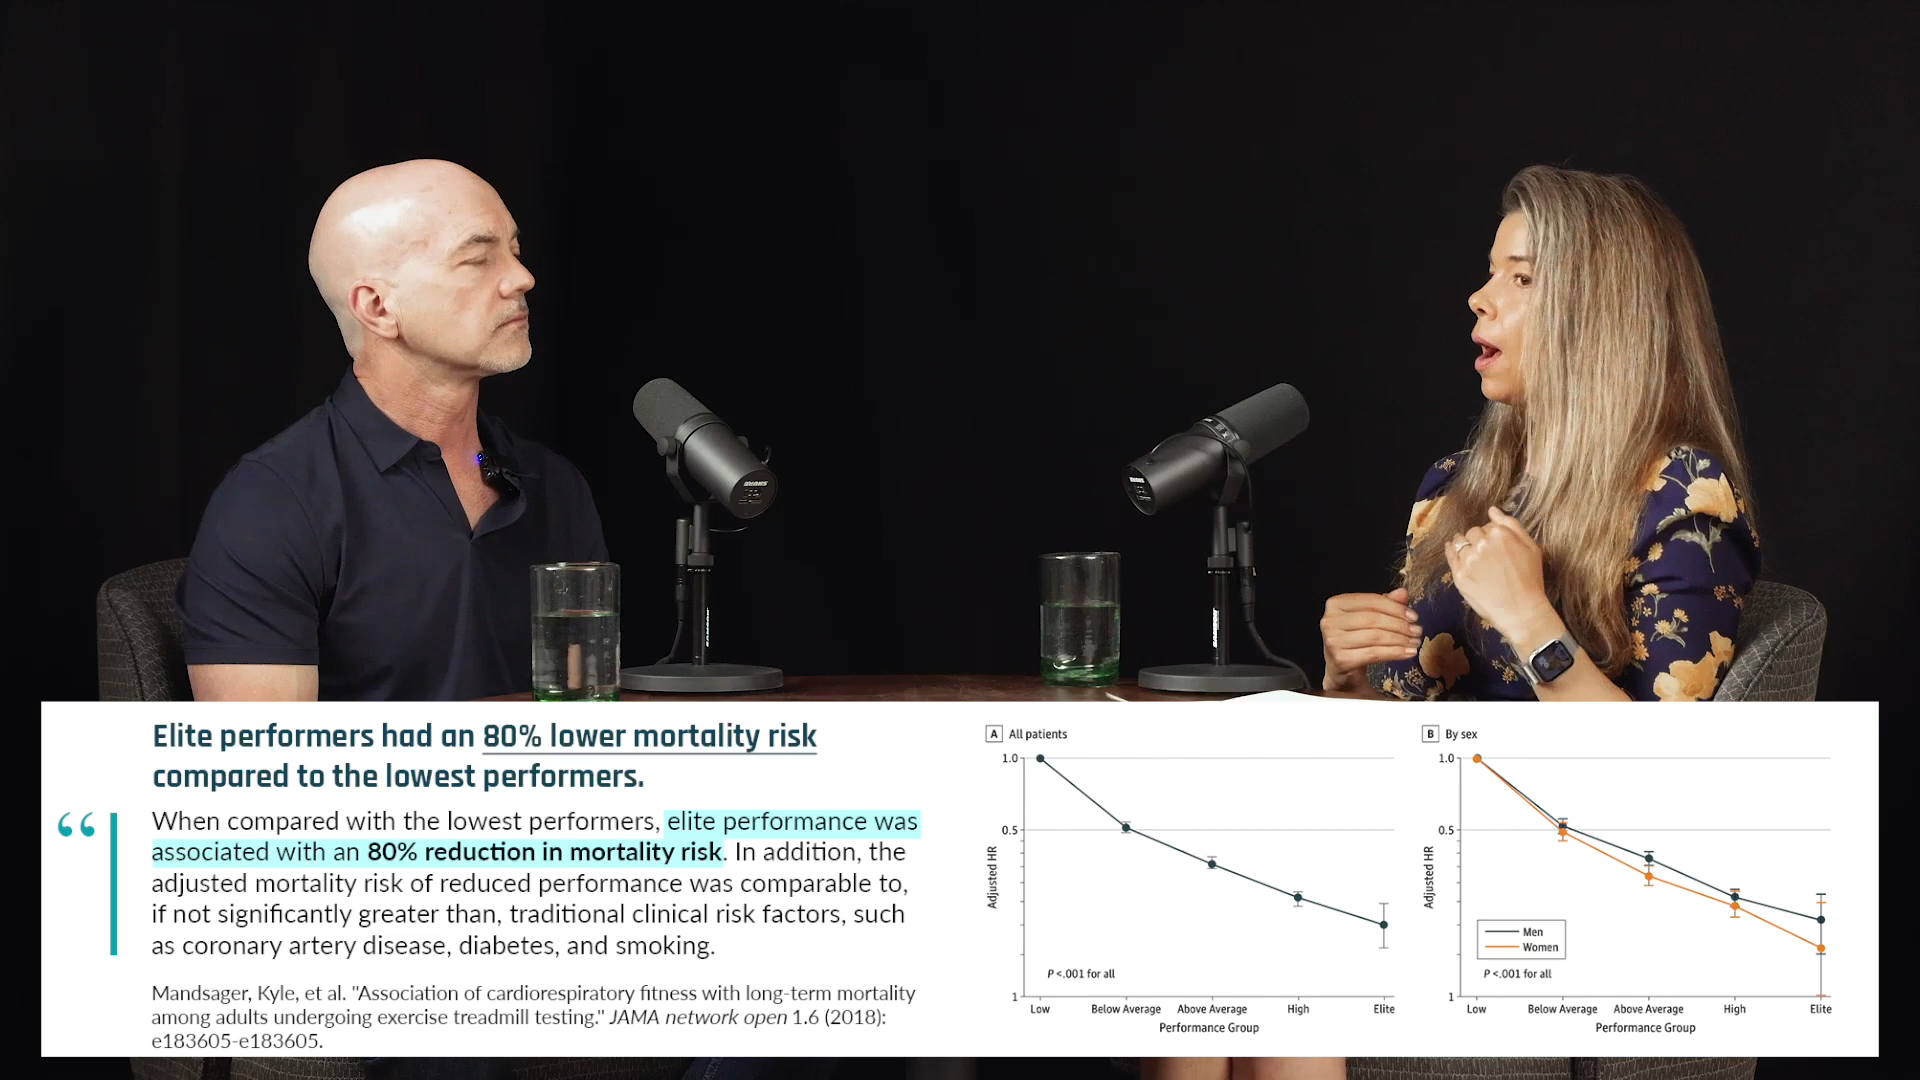 Elite performers had an 80% lower mortality risk
compared to the lowest performers.
“
When compared with the lowest performers, elite performance was
associated with an 80% reduction in mortality risk. In addition, the
adjusted mortality risk of reduced performance was comparable to,
if not significantly greater than, traditional clinical risk factors, such
as coronary artery disease, diabetes, and smoking.
Mandsager, Kyle, et al. "Association of cardiorespiratory fitness with long-term mortality
among adults undergoing exercise treadmill testing." JAMA network open 1.6 (2018):
e183605-e183605.
A All patients
1.0
0.5
1
Adjusted HR
P <.001 for all
Low Below Average Above Average High Elite
Performance Group
B By sex
1.0
0.5
1
Adjusted HR
Men
Women
P <.001 for all
Low Below Average Above Average High Elite
Performance Group